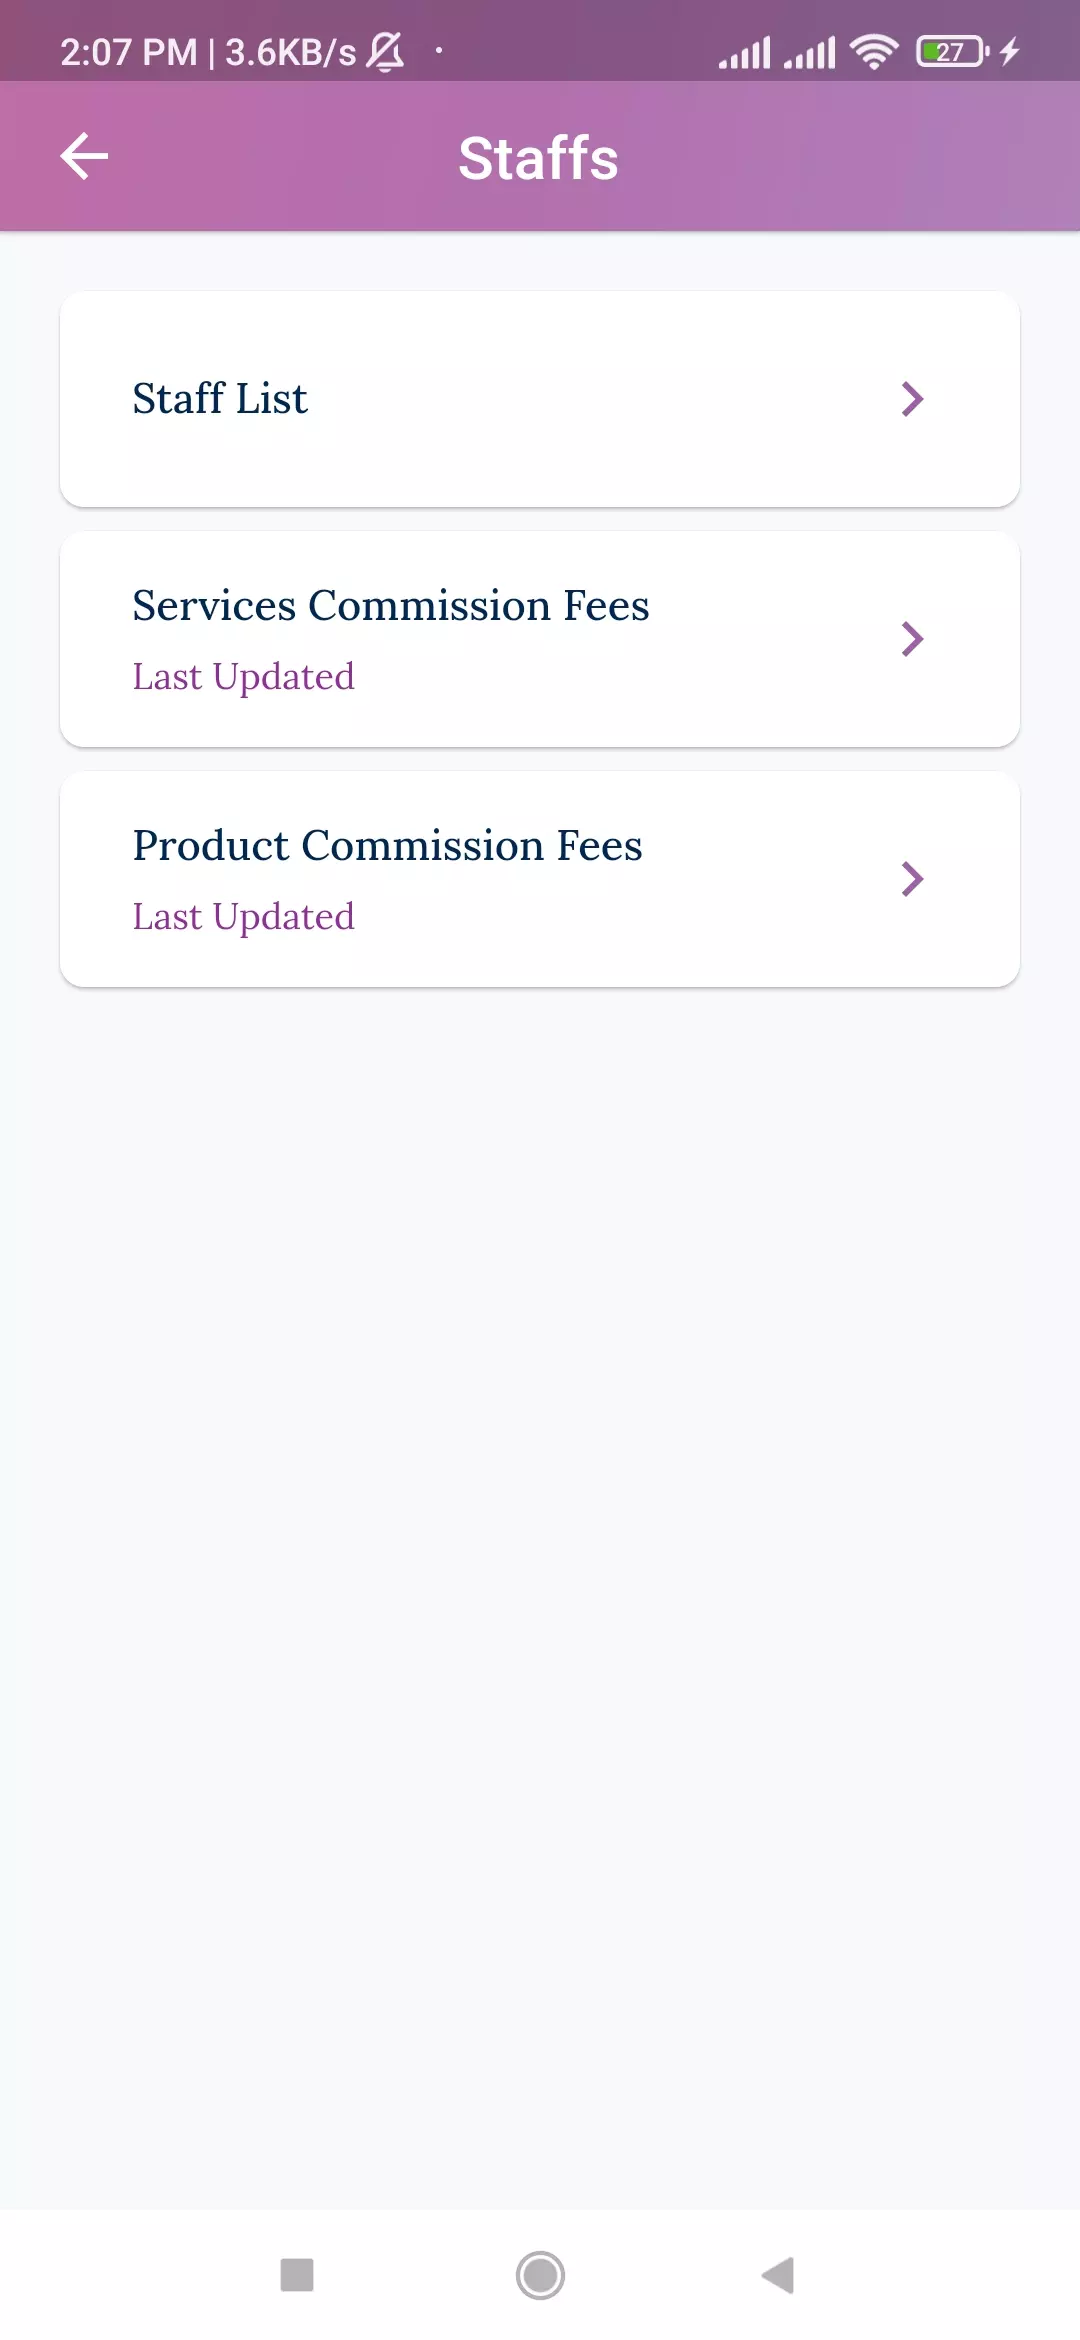 2:07 PM | 3.6KB/s
27
Staffs
Staff List
Services Commission Fees
Last Updated
Product Commission Fees
Last Updated